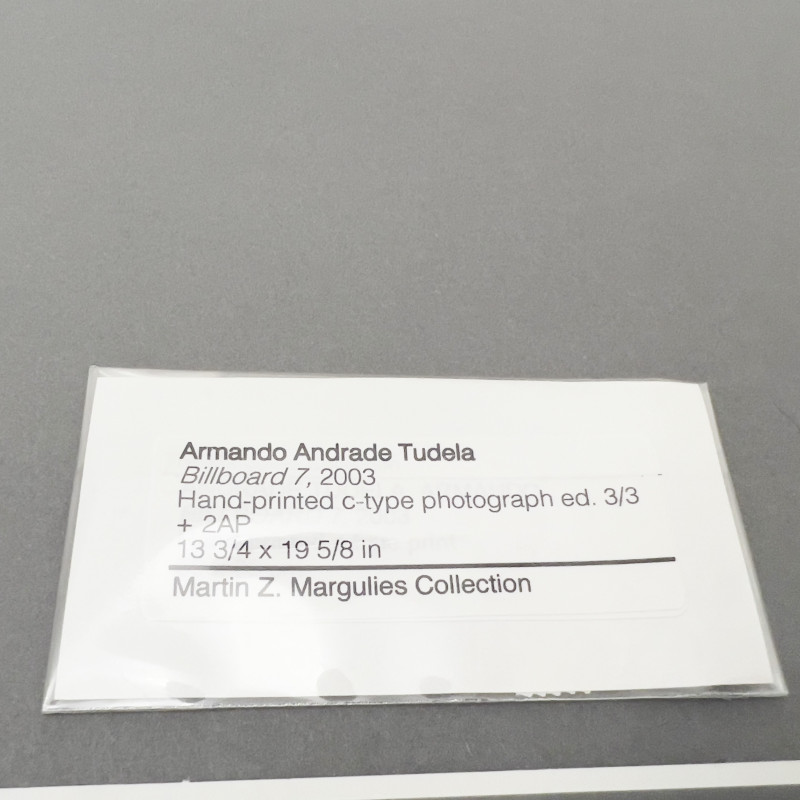 Armando Andrade Tudela
Billboard 7, 2003
Hand-printed c-type photograph ed. 3/3
+ 2AP
13 3/4 x 19 5/8 in
Martin Z. Margulies Collection